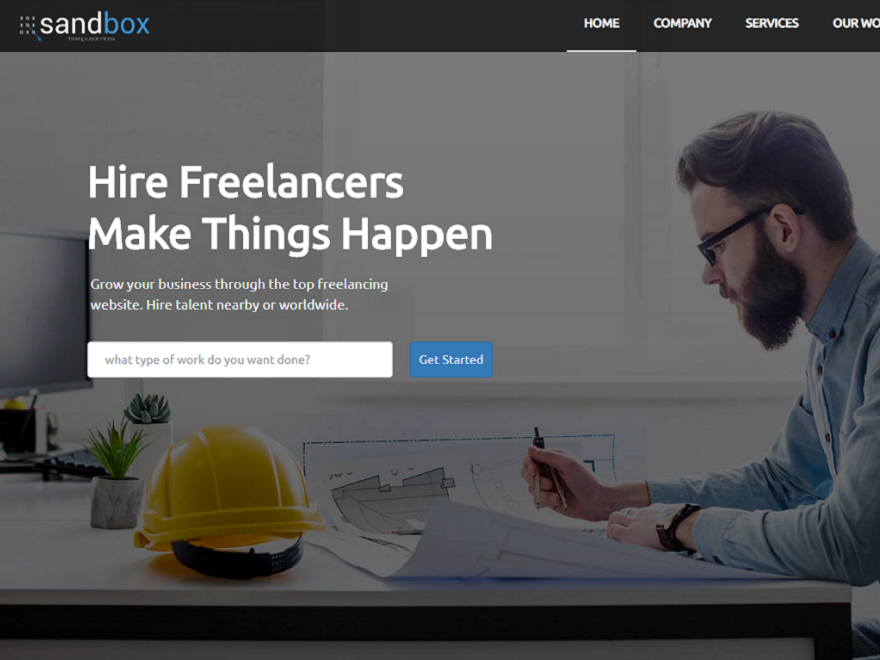 sandbox
HOME COMPANY SERVICES OUR WO
Hire Freelancers
Make Things Happen
Grow your business through the top freelancing
website. Hire talent nearby or worldwide.
what type of work do you want done?
Get Started